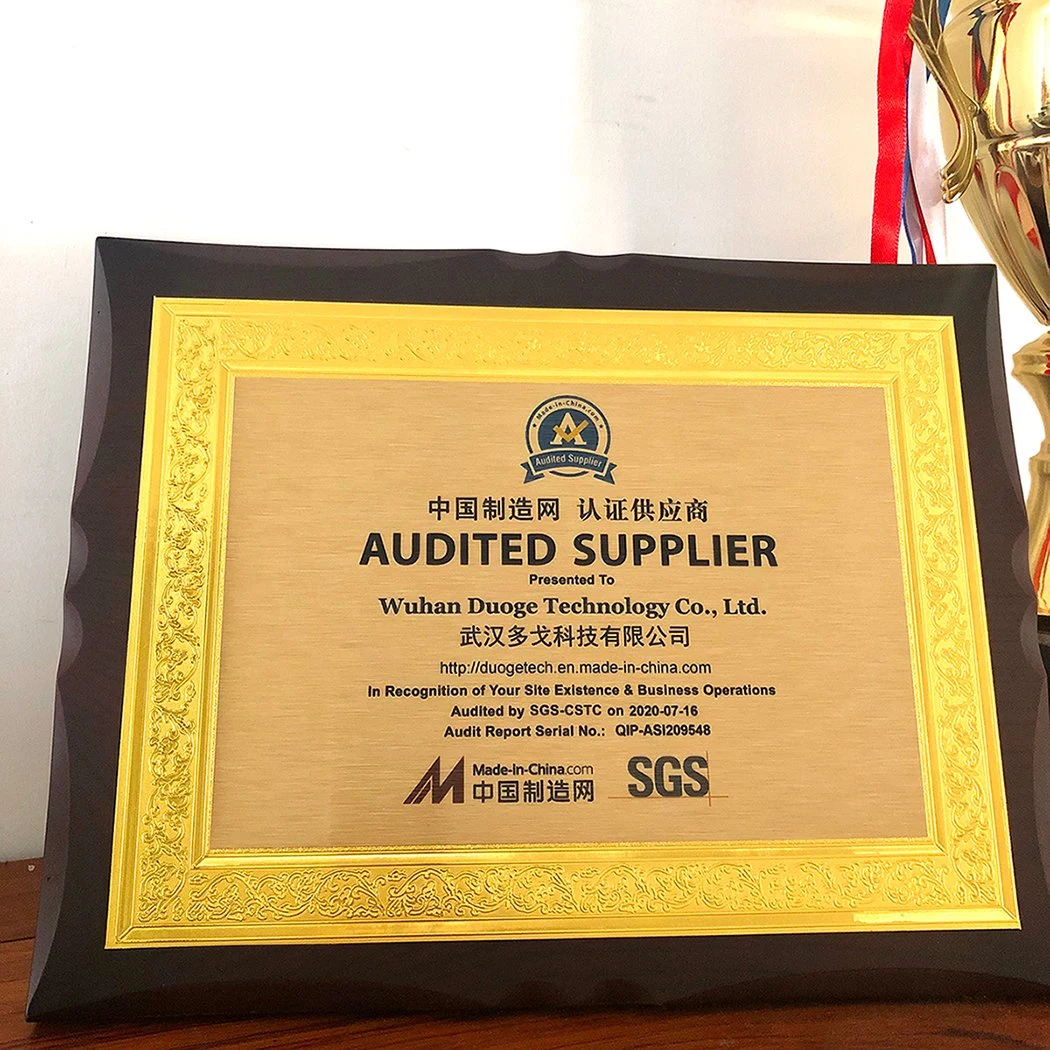 Made-in-China.com
Audited Supplier
中国制造网 认证供应商
AUDITED SUPPLIER
Presented To
Wuhan Duoge Technology Co., Ltd.
武汉多戈科技有限公司
http://duogetech.en.made-in-china.com
In Recognition of Your Site Existence & Business Operations
Audited by SGS-CSTC on 2020-07-16
Audit Report Serial No.: QIP-ASI209548
Made-in-China.com
中国制造网
SGS